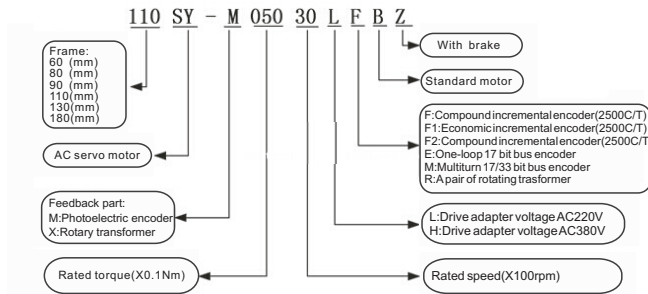 110 SY - M 050 30 L F B Z
Frame:
60 (mm)
80 (mm)
90 (mm)
110(mm)
130(mm)
180(mm)
With brake
Standard motor
F:Compound incremental encoder(2500C/T)
F1:Economic incremental encoder(2500C/T)
F2:Compound incremental encoder(2500C/T
E:One-loop 17 bit bus encoder
M:Multiturn 17/33 bit bus encoder
R:A pair of rotating trasformer
AC servo motor
Feedback part:
M:Photoelectric encoder
X:Rotary transformer
L:Drive adapter voltage AC220V
H:Drive adapter voltage AC380V
Rated torque(X0.1Nm)
Rated speed(X100rpm)